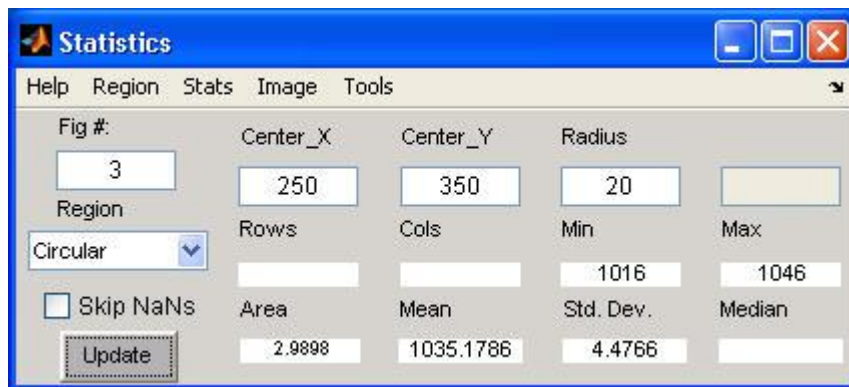 Statistics
Help Region Stats Image Tools
Fig #: Center_X Center_Y Radius
3 250 350 20
Region
Rows Cols Min Max
Circular
1016 1046
Skip NaNs Area Mean Std. Dev. Median
Update 2.9898 1035.1786 4.4766